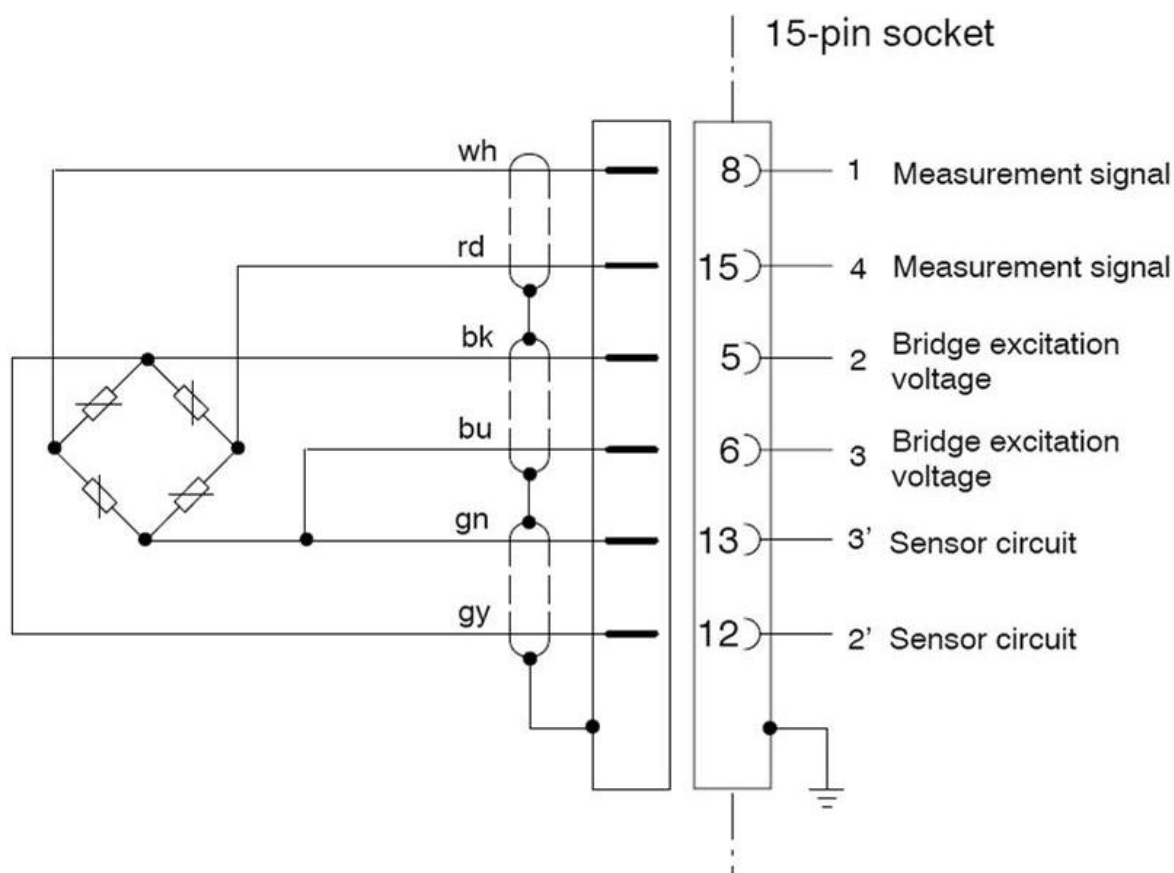 15-pin socket
wh 8 1 Measurement signal
rd 15 4 Measurement signal
bk 5 2 Bridge excitation
voltage
bu 6 3 Bridge excitation
voltage
gn 13 3' Sensor circuit
gy 12 2' Sensor circuit